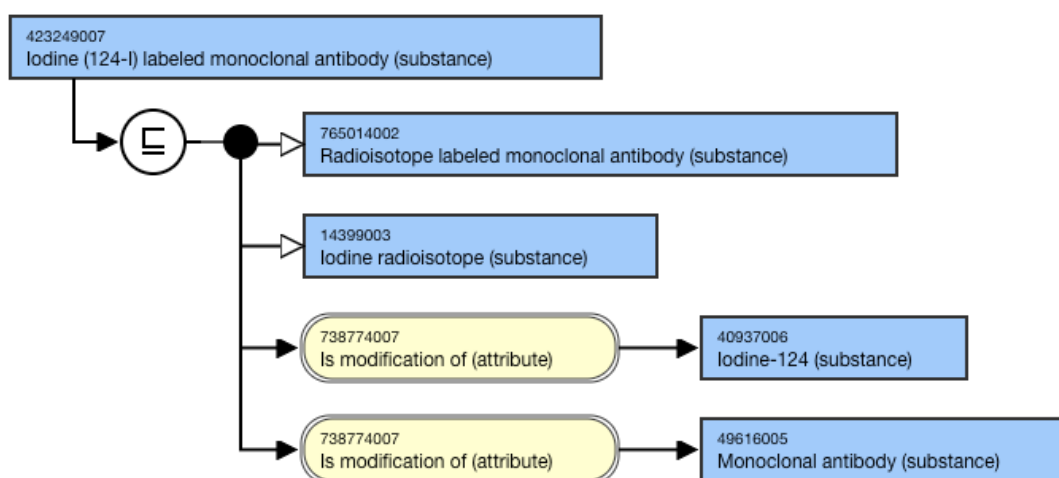 423249007
Iodine (124-I) labeled monoclonal antibody (substance)
⊑
765014002
Radioisotope labeled monoclonal antibody (substance)
14399003
Iodine radioisotope (substance)
738774007
Is modification of (attribute)
40937006
Iodine-124 (substance)
738774007
Is modification of (attribute)
49616005
Monoclonal antibody (substance)